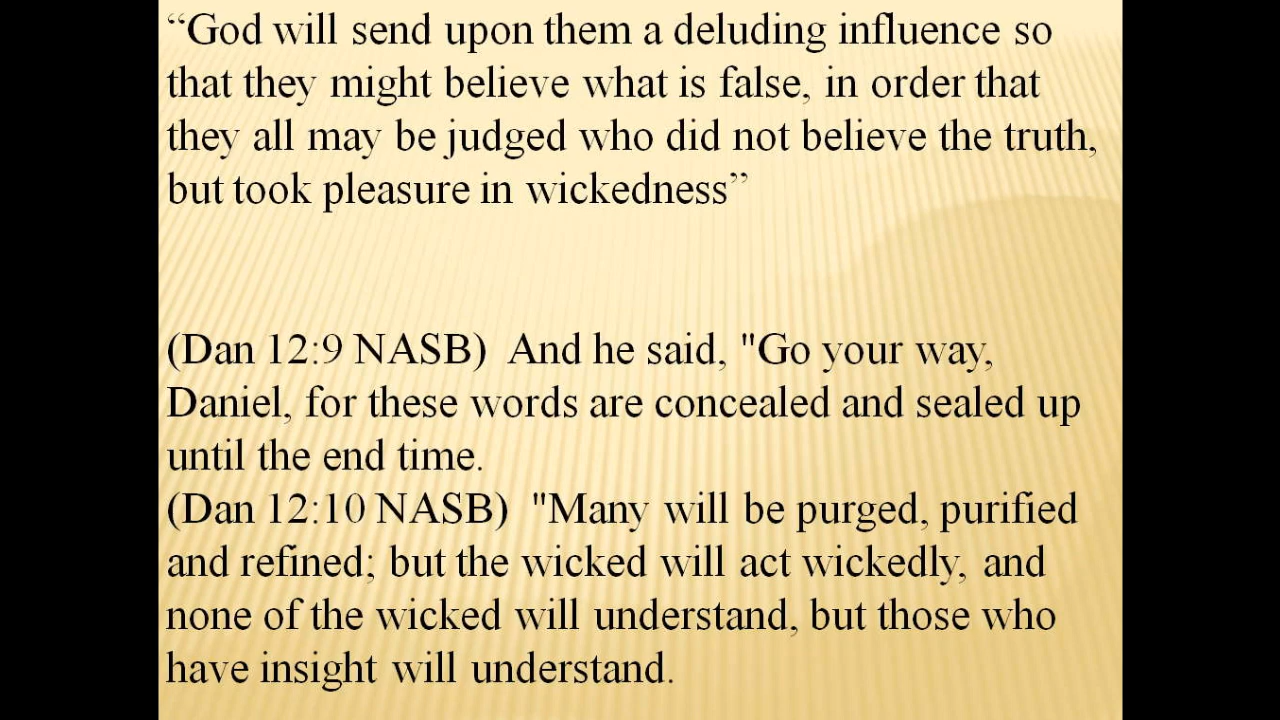 “God will send upon them a deluding influence so
that they might believe what is false, in order that
they all may be judged who did not believe the truth,
but took pleasure in wickedness”
(Dan 12:9 NASB)  And he said, "Go your way,
Daniel, for these words are concealed and sealed up
until the end time.
(Dan 12:10 NASB)  "Many will be purged, purified
and refined; but the wicked will act wickedly, and
none of the wicked will understand, but those who
have insight will understand.